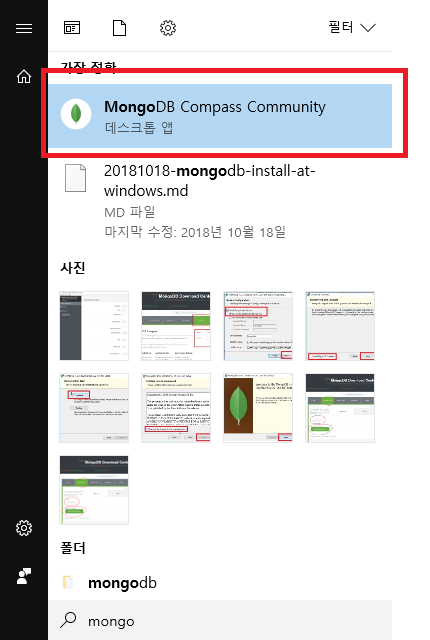 필터
가장 정확
MongoDB Compass Community
데스크톱 앱
20181018-mongodb-install-at-
windows.md
MD 파일
마지막 수정: 2018년 10월 18일
사진
폴더
mongodb
mongo